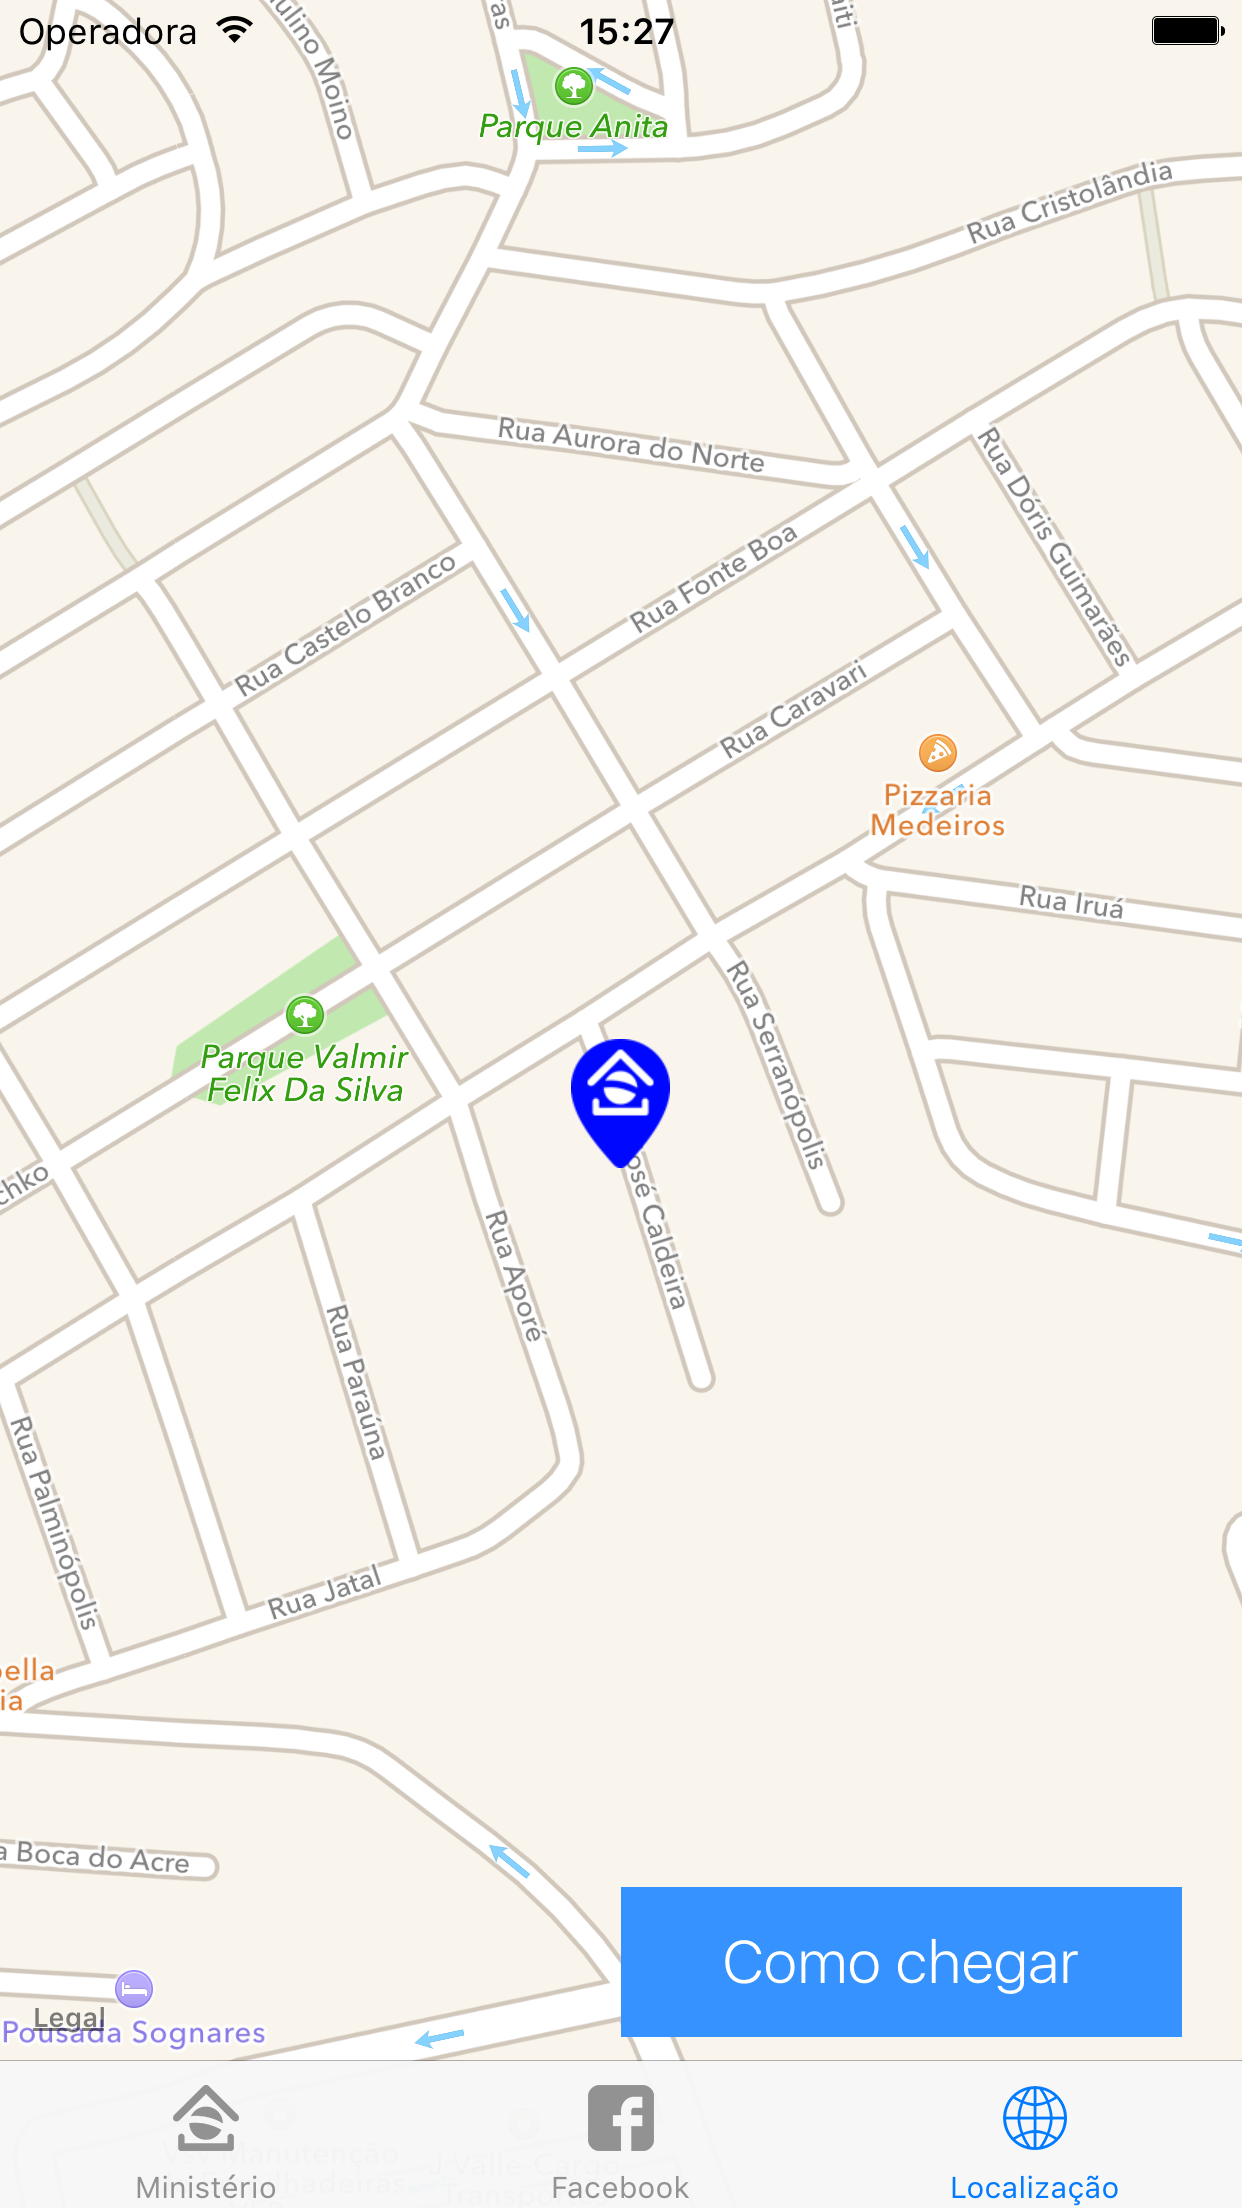 Operadora
15:27
Parque Anita
Rua Cristolândia
Rua Aurora do Norte
Rua Dóris Guimarães
Rua Fonte Boa
Rua Castelo Branco
Rua Caravari
Pizzaria
Medeiros
Rua Iruá
Rua Serranópolis
Parque Valmir
Felix Da Silva
José Caldeira
Rua Aporé
Rua Paraúna
Rua Palminópolis
Rua Jatal
Boca do Acre
Como chegar
Legal
Pousada Sognares
Ministério
Facebook
Localização